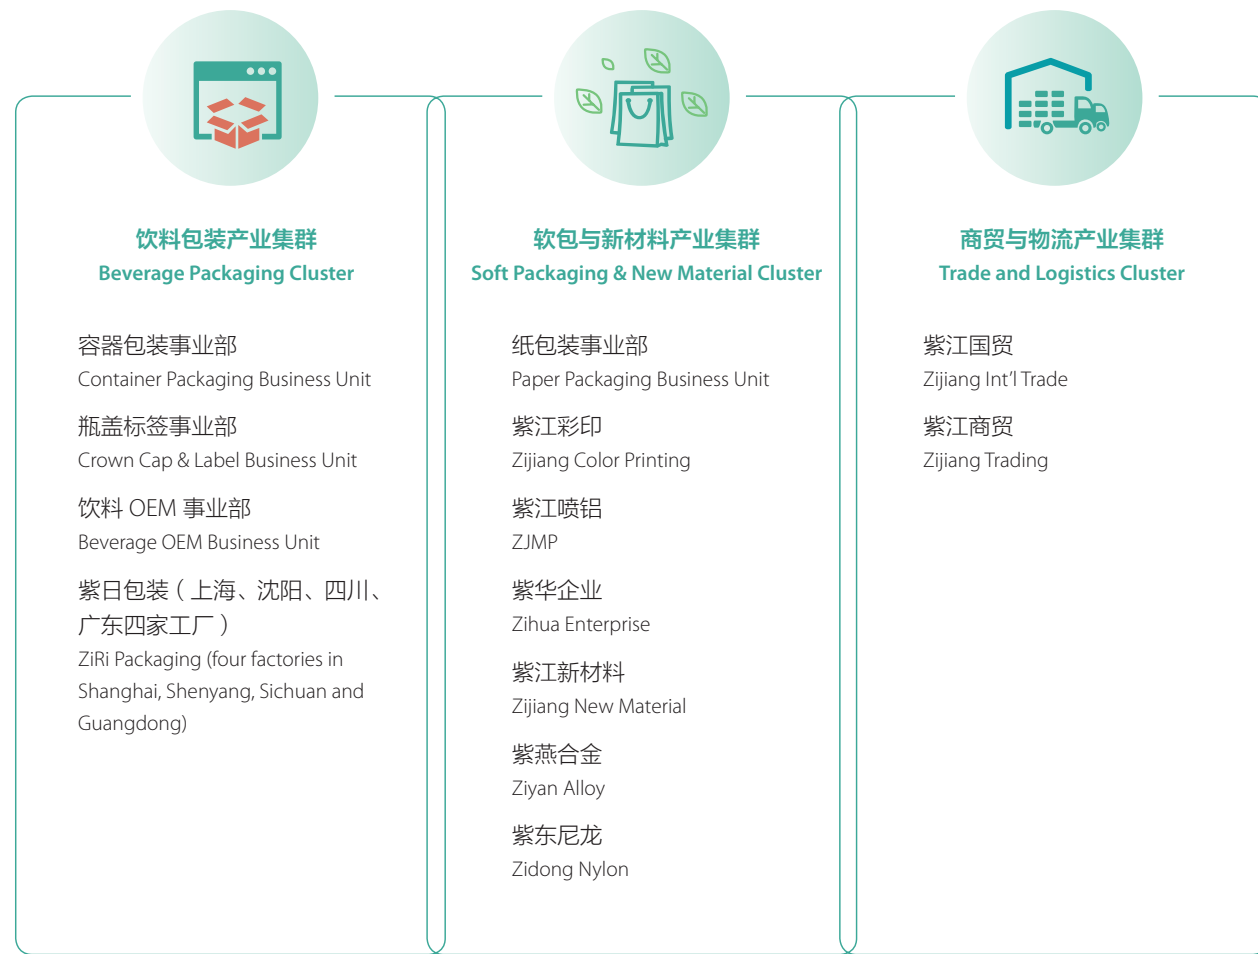 饮料包装产业集群
Beverage Packaging Cluster
容器包装事业部
Container Packaging Business Unit
瓶盖标签事业部
Crown Cap & Label Business Unit
饮料 OEM 事业部
Beverage OEM Business Unit
紫日包装（上海、沈阳、四川、
广东四家工厂）
ZiRi Packaging (four factories in
Shanghai, Shenyang, Sichuan and
Guangdong)
软包与新材料产业集群
Soft Packaging & New Material Cluster
纸包装事业部
Paper Packaging Business Unit
紫江彩印
Zijiang Color Printing
紫江喷铝
ZJMP
紫华企业
Zihua Enterprise
紫江新材料
Zijiang New Material
紫燕合金
Ziyan Alloy
紫东尼龙
Zidong Nylon
商贸与物流产业集群
Trade and Logistics Cluster
紫江国贸
Zijiang Int’l Trade
紫江商贸
Zijiang Trading